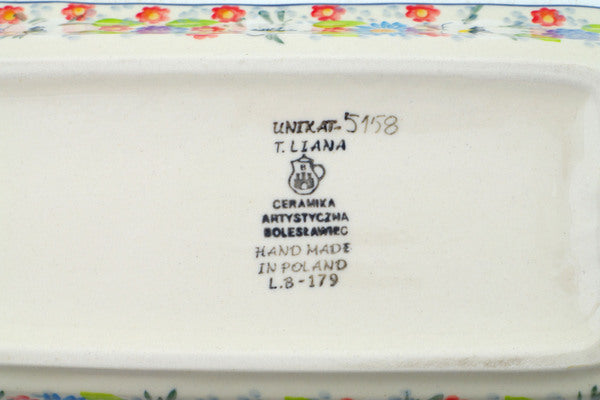 UNIKAT-5158
T. LIANA
B
CERAMIKA
ARTYSTYCZNA
BOLESŁAWIEC
HAND MADE
IN POLAND
L.B-179